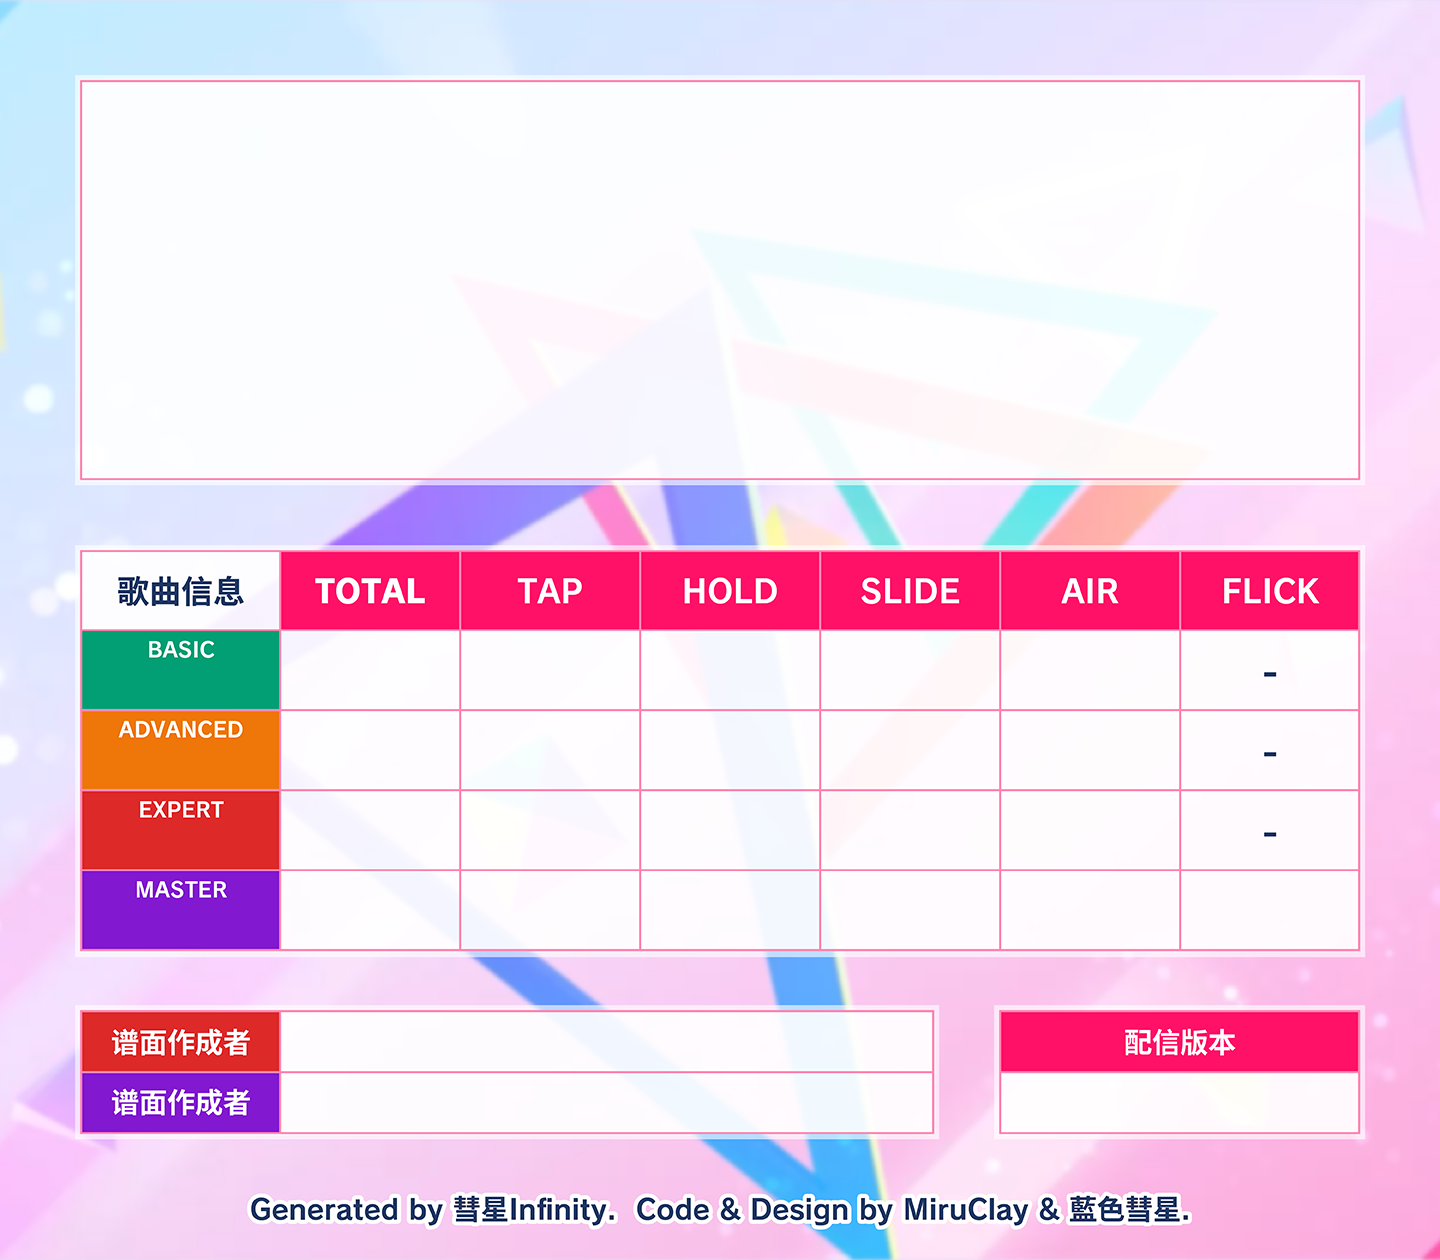 歌曲信息 TOTAL TAP HOLD SLIDE AIR FLICK
BASIC -
ADVANCED -
EXPERT -
MASTER
谱面作成者 配信版本
谱面作成者
Generated by 彗星Infinity. Code & Design by MiruClay & 藍色彗星.